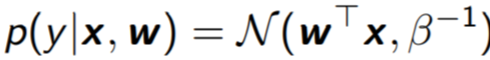 p(y|x, w) = 𝒩(w⊤x, β⁻¹)